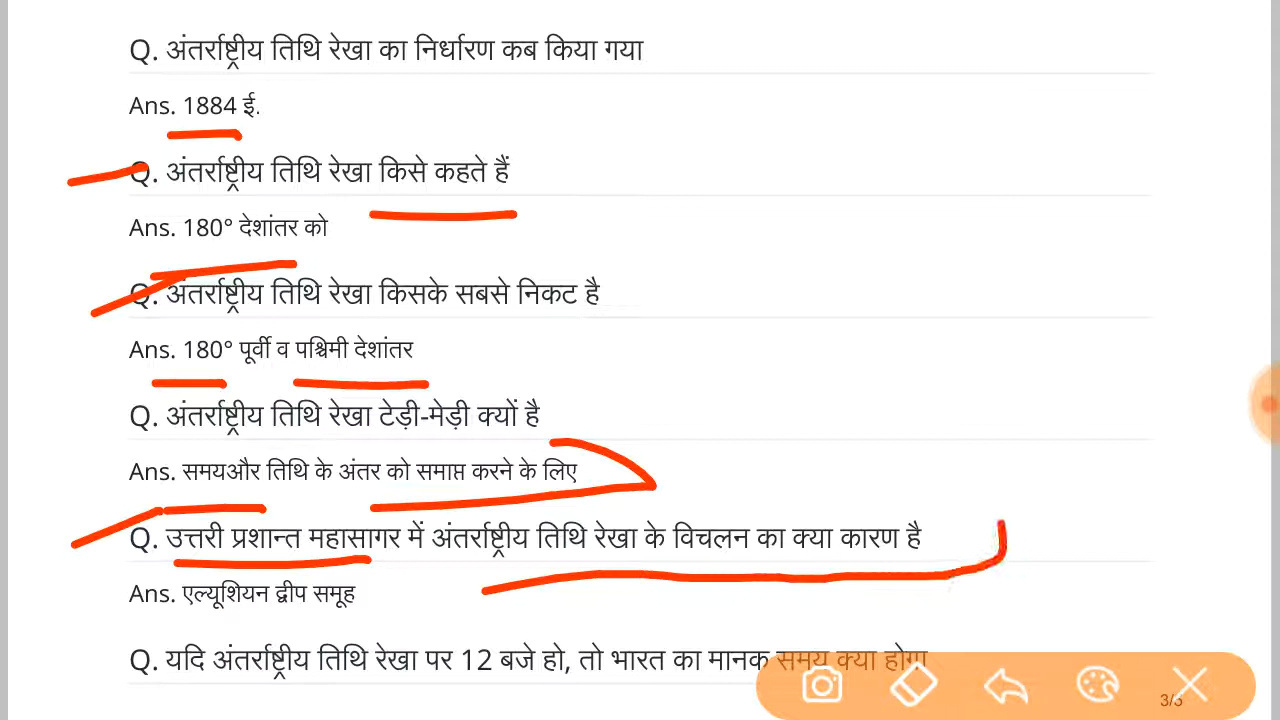 Q. अंतर्राष्ट्रीय तिथि रेखा का निर्धारण कब किया गया
Ans. 1884 ई.
Q. अंतर्राष्ट्रीय तिथि रेखा किसे कहते हैं
Ans. 180° देशांतर को
Q. अंतर्राष्ट्रीय तिथि रेखा किसके सबसे निकट है
Ans. 180° पूर्वी व पश्चिमी देशांतर
Q. अंतर्राष्ट्रीय तिथि रेखा टेड़ी-मेड़ी क्यों है
Ans. समयऔर तिथि के अंतर को समाप्त करने के लिए
Q. उत्तरी प्रशान्त महासागर में अंतर्राष्ट्रीय तिथि रेखा के विचलन का क्या कारण है
Ans. एल्यूशियन द्वीप समूह
Q. यदि अंतर्राष्ट्रीय तिथि रेखा पर 12 बजे हो, तो भारत का मानक समय क्या होगा